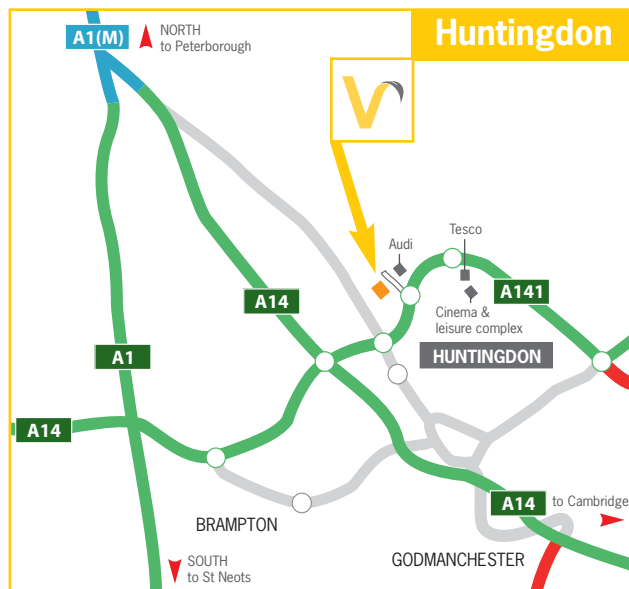 Huntingdon
A1(M)
NORTH
to Peterborough
Audi
Tesco
A14
A141
Cinema &
leisure complex
A1
HUNTINGDON
A14
A14
to Cambridge
BRAMPTON
GODMANCHESTER
SOUTH
to St Neots